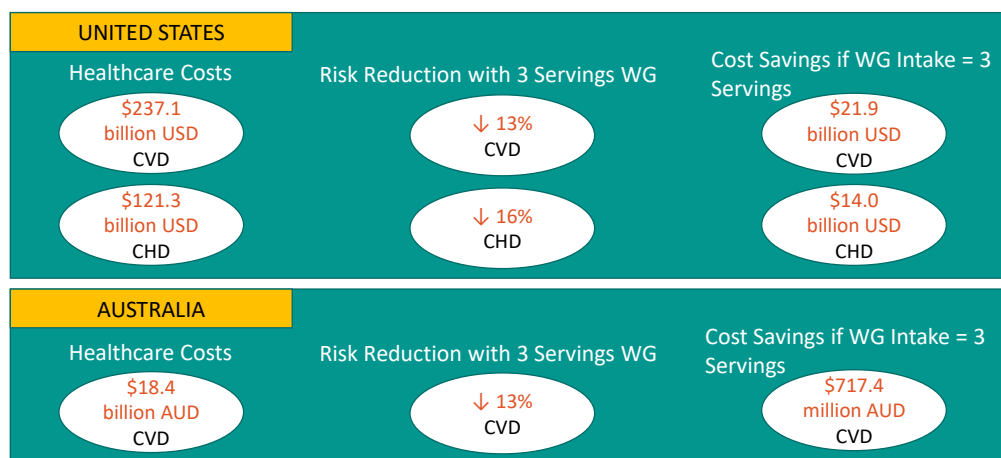 UNITED STATES
Healthcare Costs
Risk Reduction with 3 Servings WG
Cost Savings if WG Intake = 3
Servings
$237.1
billion USD
CVD
↓ 13%
CVD
$21.9
billion USD
CVD
$121.3
billion USD
CHD
↓ 16%
CHD
$14.0
billion USD
CHD
AUSTRALIA
Healthcare Costs
Risk Reduction with 3 Servings WG
Cost Savings if WG Intake = 3
Servings
$18.4
billion AUD
CVD
↓ 13%
CVD
$717.4
million AUD
CVD